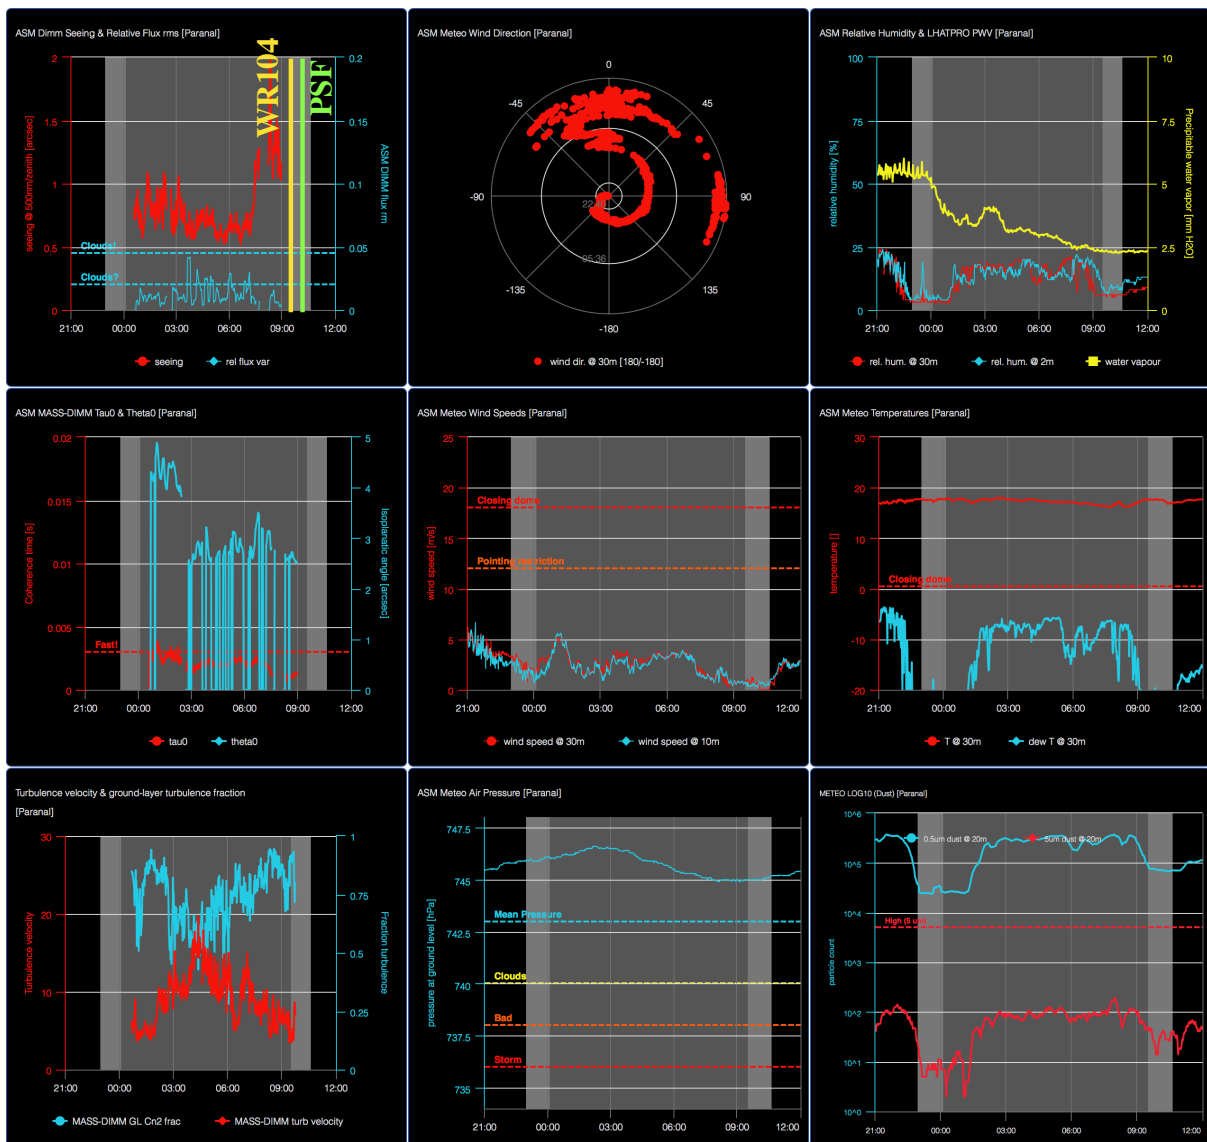 ASM Dimm Seeing & Relative Flux rms [Paranal]
2
1.5
1
0.5
0
seeing @ 500nm/zenith [arcsec]
WR104
PSF
0.2
0.15
0.1
0.05
0
ASM DIMM flux rm
Clouds!
Clouds?
21:00 00:00 03:00 06:00 09:00 12:00
seeing rel flux var
ASM Meteo Wind Direction [Paranal]
0
-45 45
-90 90
22:00
05:36
-135 135
-180
wind dir. @ 30m [180/-180]
ASM Relative Humidity & LHATPRO PWV [Paranal]
100
75
50
25
0
relative humidity [%]
10
7.5
5
2.5
0
Precipitable water vapor [mm H2O]
21:00 00:00 03:00 06:00 09:00 12:00
rel. hum. @ 30m rel. hum. @ 2m water vapour
ASM MASS-DIMM Tau0 & Theta0 [Paranal]
0.02
0.015
0.01
0.005
0
Coherence time [s]
5
4
3
2
1
0
Isoplanatic angle [arcsec]
Fast!
21:00 00:00 03:00 06:00 09:00 12:00
tau0 theta0
ASM Meteo Wind Speeds [Paranal]
25
20
15
10
5
0
wind speed [m/s]
Closing dome
Pointing restriction
21:00 00:00 03:00 06:00 09:00 12:00
wind speed @ 30m wind speed @ 10m
ASM Meteo Temperatures [Paranal]
30
20
10
0
-10
-20
temperature []
Closing dome
21:00 00:00 03:00 06:00 09:00 12:00
T @ 30m dew T @ 30m
Turbulence velocity & ground-layer turbulence fraction
[Paranal]
30
20
10
0
Turbulence velocity
1
0.75
0.5
0.25
0
Fraction turbulence
21:00 00:00 03:00 06:00 09:00 12:00
MASS-DIMM GL Cn2 frac MASS-DIMM turb velocity
ASM Meteo Air Pressure [Paranal]
747.5
745
742.5
740
737.5
735
pressure at ground level [hPa]
Mean Pressure
Clouds
Bad
Storm
21:00 00:00 03:00 06:00 09:00 12:00
METEO LOG10 (Dust) [Paranal]
10^6
10^5
10^4
10^3
10^2
10^1
10^0
particle count
0.5um dust @ 20m 5um dust @ 20m
High (5 um)
21:00 00:00 03:00 06:00 09:00 12:00